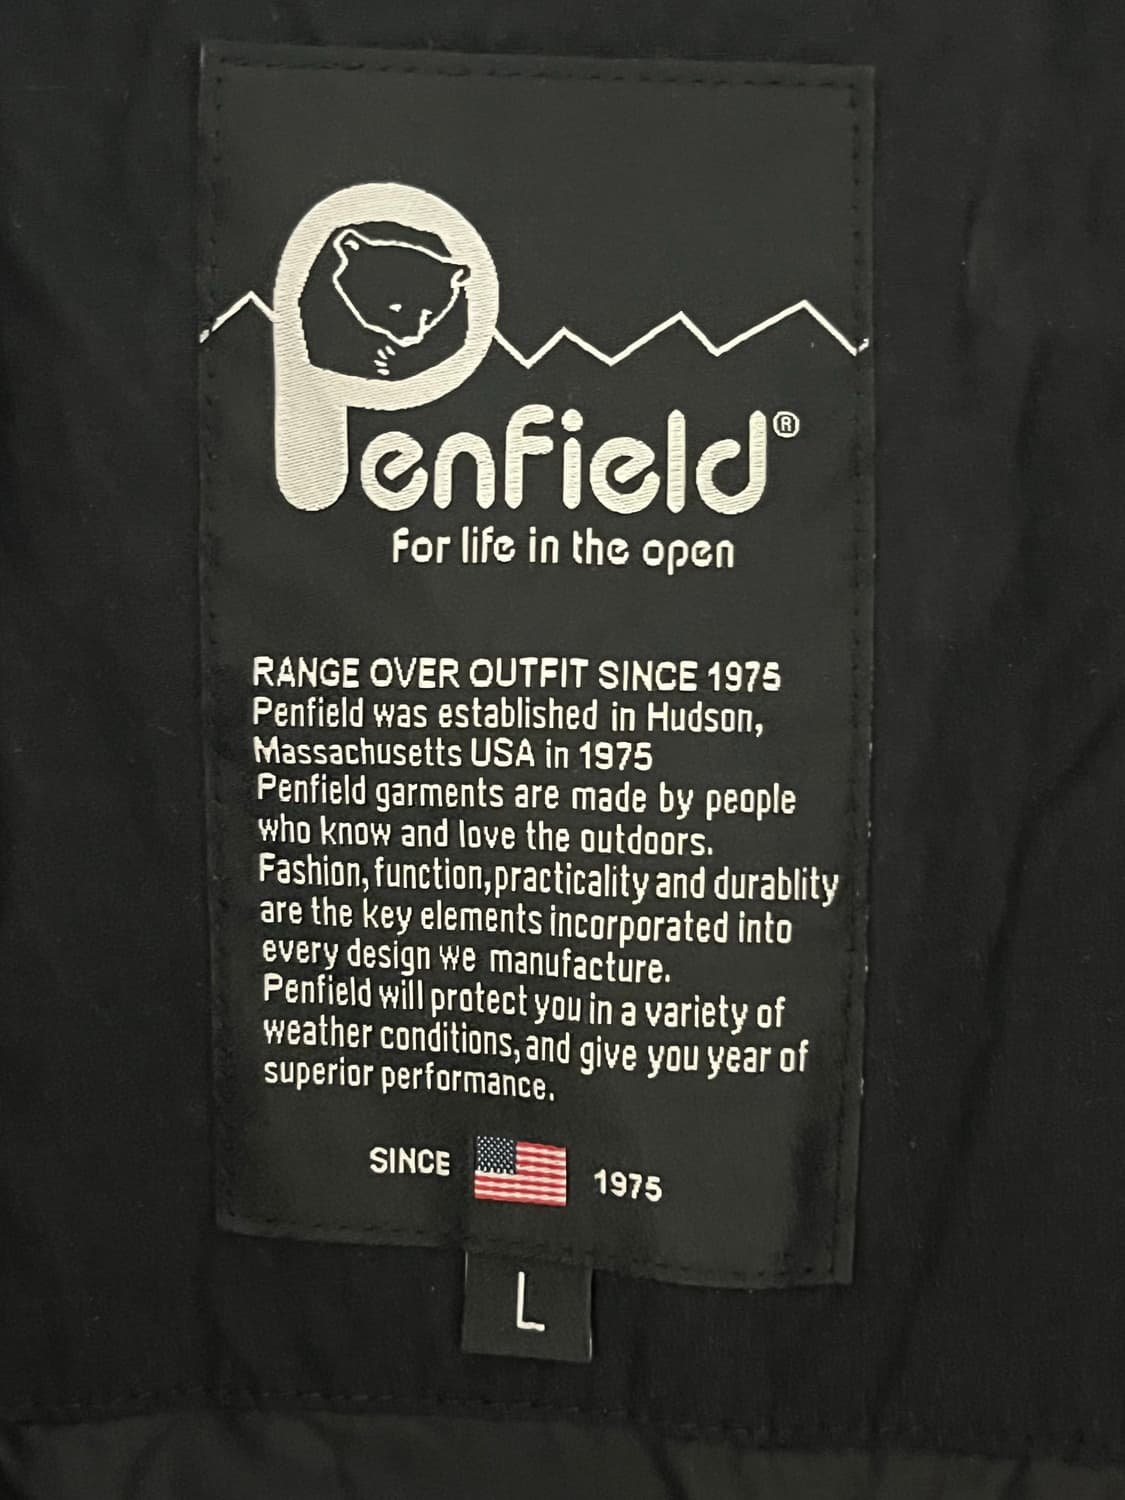 Penfield®
For life in the open
RANGE OVER OUTFIT SINCE 1975
Penfield was established in Hudson,
Massachusetts USA in 1975
Penfield garments are made by people
who know and love the outdoors.
Fashion, function,practicality and durablity
are the key elements incorporated into
every design we manufacture.
Penfield will protect you in a variety of
weather conditions, and give you year of
superior performance.
SINCE 1975
L